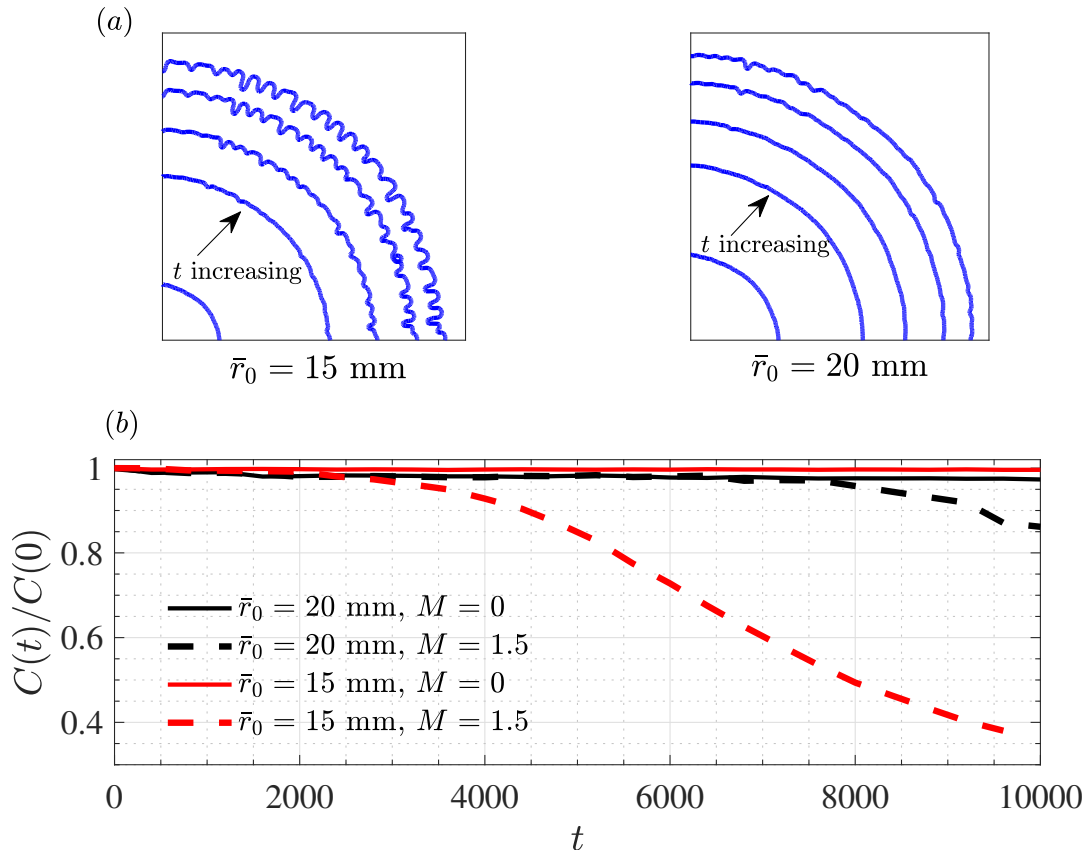 (a)
t increasing
t increasing
r̄₀ = 15 mm
r̄₀ = 20 mm
(b)
1
0.8
0.6
0.4
C(t)/C(0)
r̄₀ = 20 mm, M = 0
r̄₀ = 20 mm, M = 1.5
r̄₀ = 15 mm, M = 0
r̄₀ = 15 mm, M = 1.5
0 2000 4000 6000 8000 10000
t